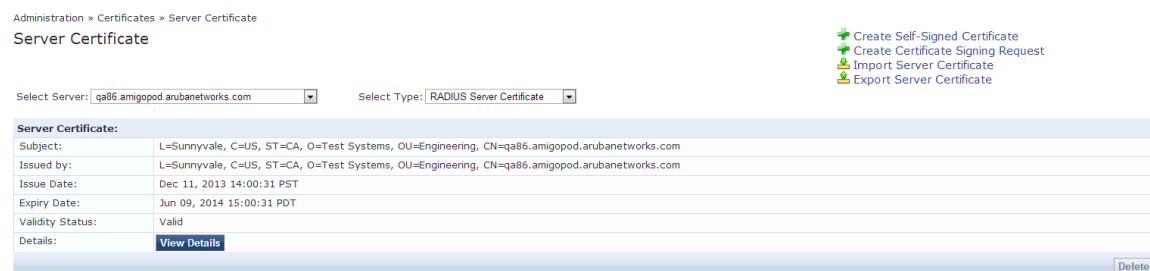 Administration » Certificates » Server Certificate
Server Certificate
Create Self-Signed Certificate
Create Certificate Signing Request
Import Server Certificate
Export Server Certificate
Select Server: qa86.amigopod.arubanetworks.com Select Type: RADIUS Server Certificate
Server Certificate:
Subject: L=Sunnyvale, C=US, ST=CA, O=Test Systems, OU=Engineering, CN=qa86.amigopod.arubanetworks.com
Issued by: L=Sunnyvale, C=US, ST=CA, O=Test Systems, OU=Engineering, CN=qa86.amigopod.arubanetworks.com
Issue Date: Dec 11, 2013 14:00:31 PST
Expiry Date: Jun 09, 2014 15:00:31 PDT
Validity Status: Valid
Details: View Details
Delete